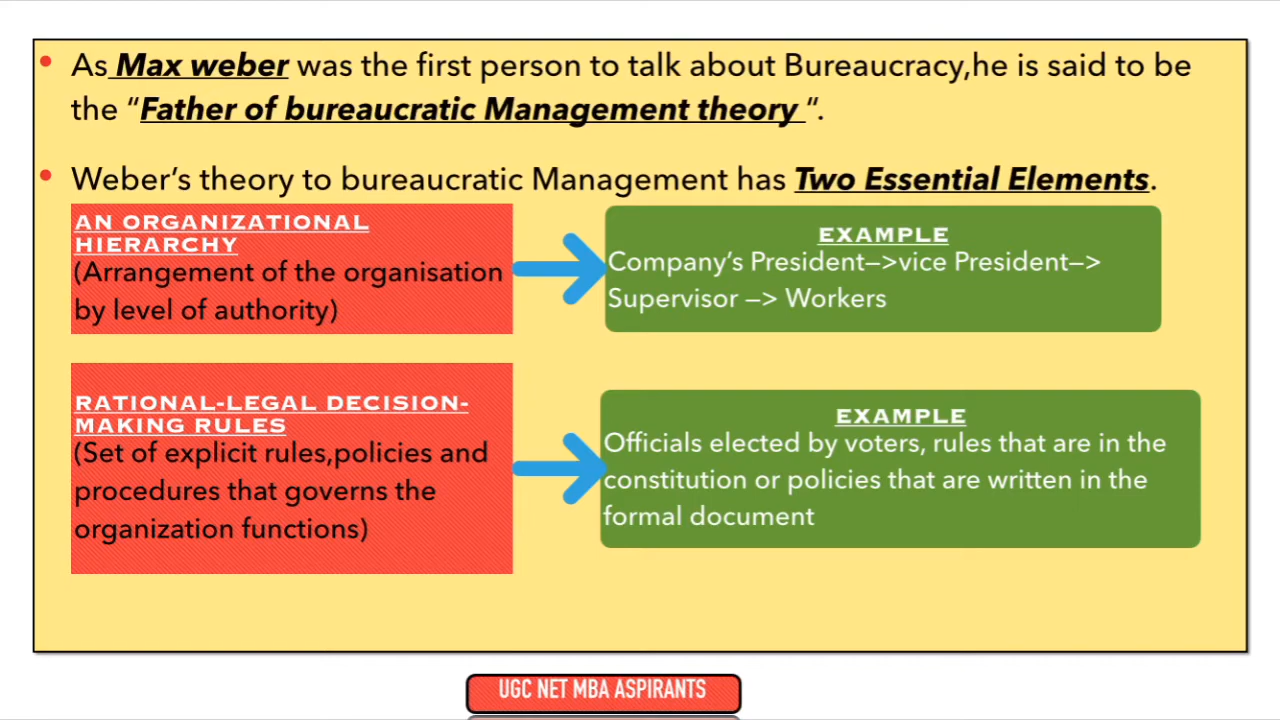 As Max weber was the first person to talk about Bureaucracy,he is said to be
the “Father of bureaucratic Management theory “.
Weber’s theory to bureaucratic Management has Two Essential Elements.
AN ORGANIZATIONAL
HIERARCHY
(Arrangement of the organisation
by level of authority)
EXAMPLE
Company’s President—>vice President—>
Supervisor —> Workers
RATIONAL-LEGAL DECISION-
MAKING RULES
(Set of explicit rules,policies and
procedures that governs the
organization functions)
EXAMPLE
Officials elected by voters, rules that are in the
constitution or policies that are written in the
formal document
UGC NET MBA ASPIRANTS